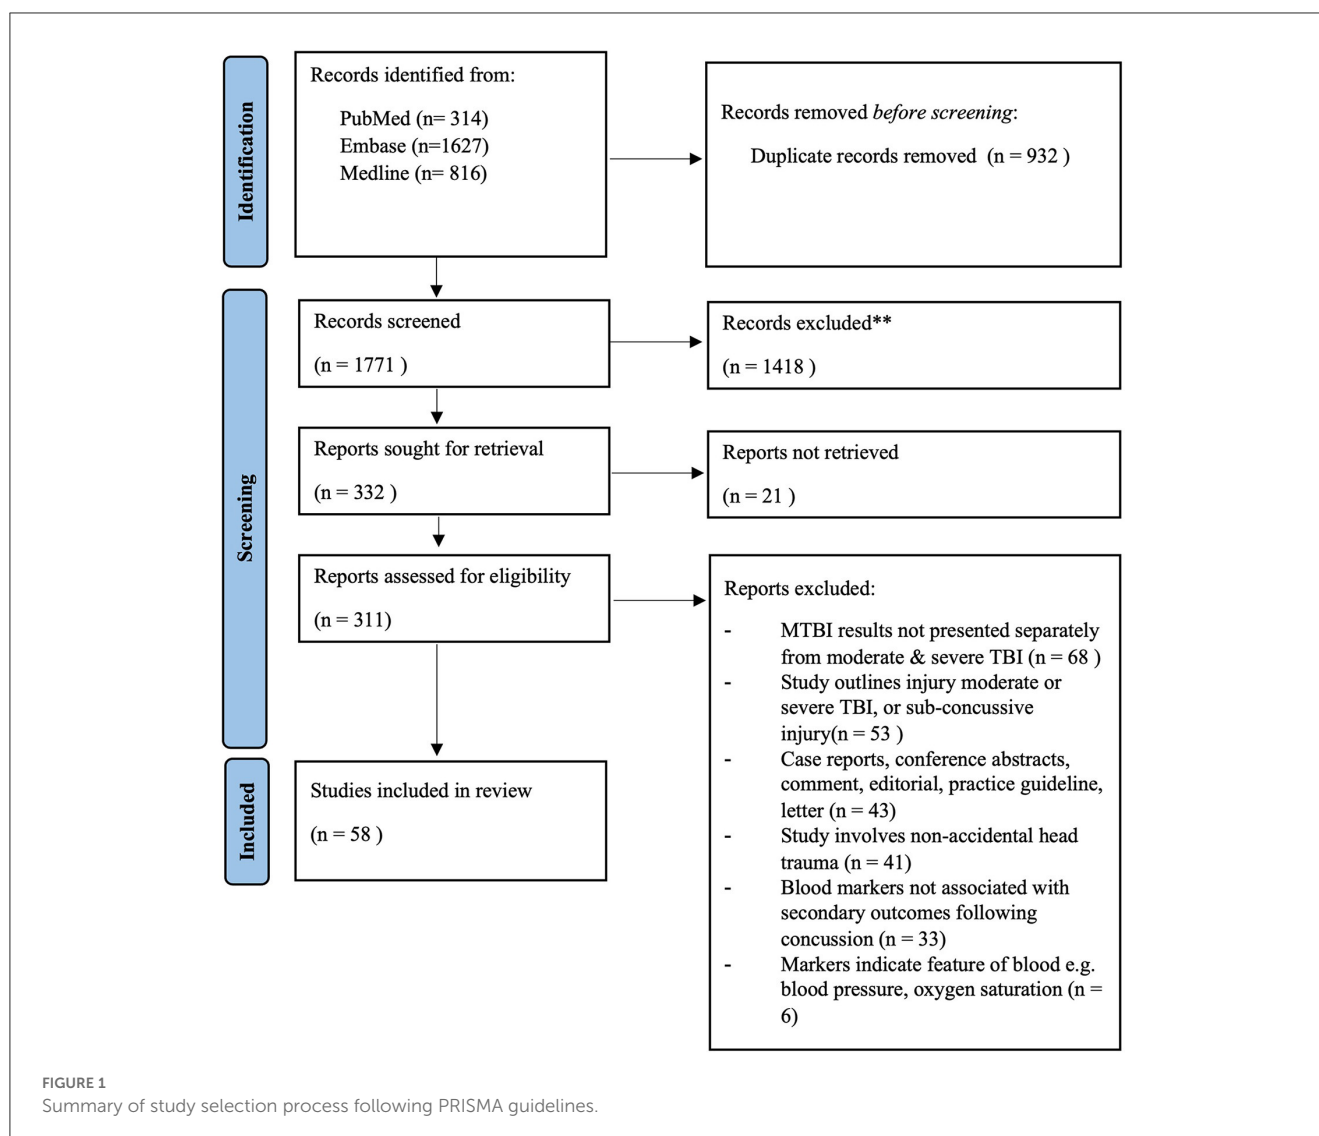 Identification
Records identified from:
PubMed (n= 314)
Embase (n=1627)
Medline (n= 816)
Records removed before screening:
Duplicate records removed (n = 932 )
Screening
Records screened
(n = 1771 )
Records excluded**
(n = 1418 )
Reports sought for retrieval
(n = 332 )
Reports not retrieved
(n = 21 )
Reports assessed for eligibility
(n = 311)
Reports excluded:
- MTBI results not presented separately
from moderate & severe TBI (n = 68 )
- Study outlines injury moderate or
severe TBI, or sub-concussive
injury(n = 53 )
- Case reports, conference abstracts,
comment, editorial, practice guideline,
letter (n = 43)
- Study involves non-accidental head
trauma (n = 41)
- Blood markers not associated with
secondary outcomes following
concussion (n = 33)
- Markers indicate feature of blood e.g.
blood pressure, oxygen saturation (n =
6)
Included
Studies included in review
(n = 58 )
FIGURE 1
Summary of study selection process following PRISMA guidelines.